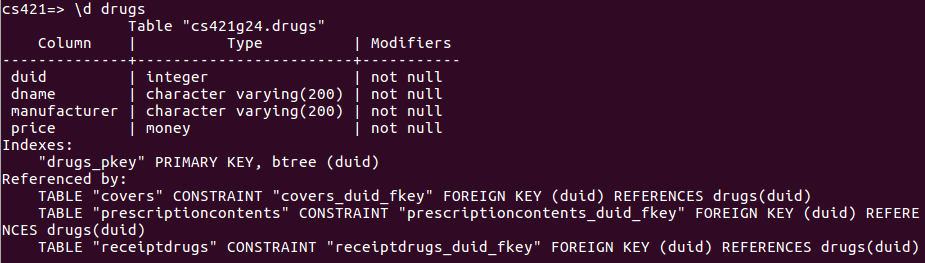 cs421=> \d drugs
             Table "cs421g24.drugs"
    Column    |          Type          | Modifiers
--------------+------------------------+-----------
 duid         | integer                | not null
 dname        | character varying(200) | not null
 manufacturer | character varying(200) | not null
 price        | money                  | not null
Indexes:
    "drugs_pkey" PRIMARY KEY, btree (duid)
Referenced by:
    TABLE "covers" CONSTRAINT "covers_duid_fkey" FOREIGN KEY (duid) REFERENCES drugs(duid)
    TABLE "prescriptioncontents" CONSTRAINT "prescriptioncontents_duid_fkey" FOREIGN KEY (duid) REFERE
NCES drugs(duid)
    TABLE "receiptdrugs" CONSTRAINT "receiptdrugs_duid_fkey" FOREIGN KEY (duid) REFERENCES drugs(duid)